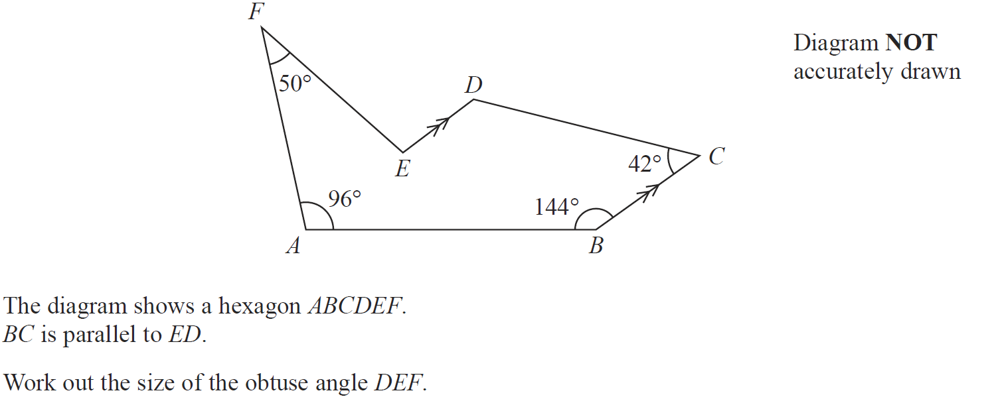 F
Diagram NOT
accurately drawn
50°
D
E
42°
C
96°
144°
A
B
The diagram shows a hexagon ABCDEF.
BC is parallel to ED.
Work out the size of the obtuse angle DEF.